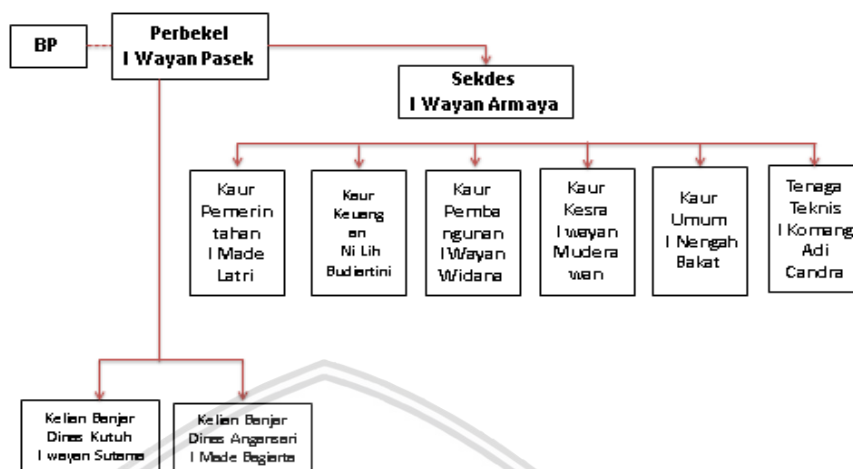 BP
Perbekel
I Wayan Pasek
Sekdes
I Wayan Armaya
Kaur
Pemerin
tahan
I Made
Latri
Kaur
Keuang
an
Ni Lih
Budiartini
Kaur
Pemba
ngunan
I Wayan
Widana
Kaur
Kesra
I wayan
Mudera
wan
Kaur
Umum
I Nengah
Bakat
Tenaga
Teknis
I Komang
Adi
Candra
Kelian Banjar
Dinas Kutuh
I wayan Sutama
Kelian Banjar
Dinas Angansari
I Made Bagiarta